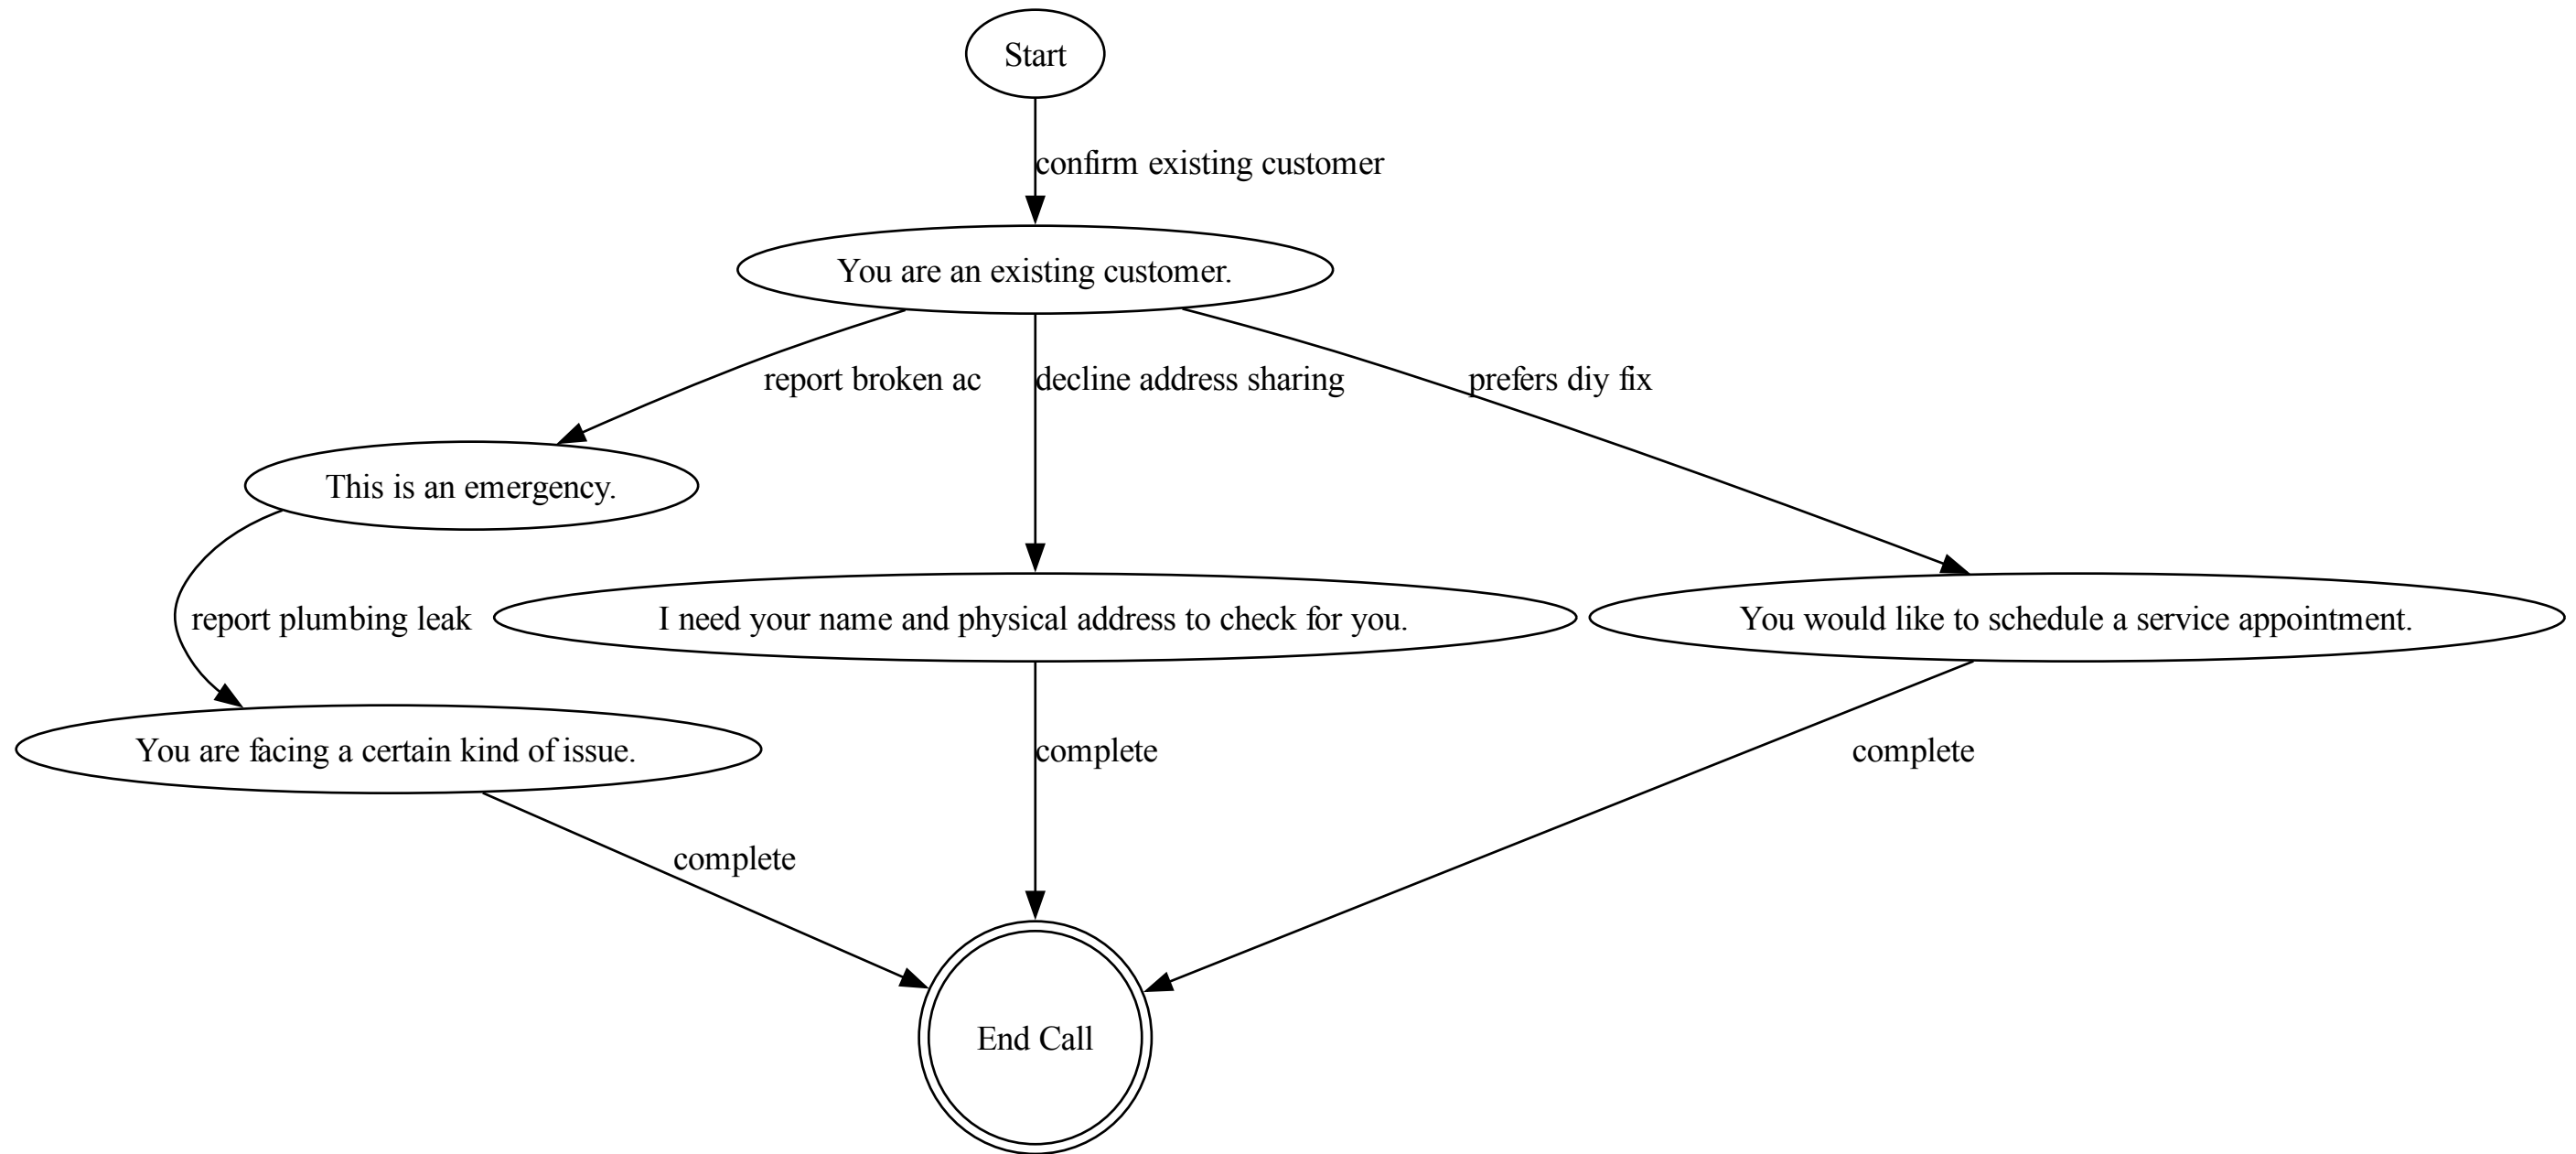 Start
confirm existing customer
You are an existing customer.
report broken ac
decline address sharing
prefers diy fix
This is an emergency.
report plumbing leak
I need your name and physical address to check for you.
You would like to schedule a service appointment.
You are facing a certain kind of issue.
complete
complete
complete
End Call